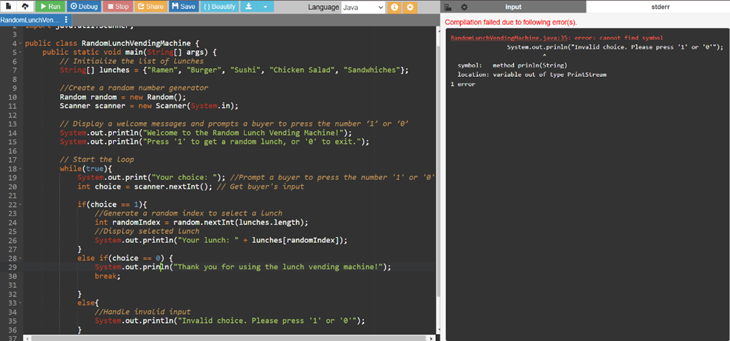 Run Debug Stop Share Save { } Beautify Language Java
RandomLunchVen...
2 import java.util.Scanner;
3
4 public class RandomLunchVendingMachine {
5 public static void main(String[] args) {
6 // Initialize the List of Lunches
7 String[] lunches = {"Ramen", "Burger", "Sushi", "Chicken Salad", "Sandwhiches"};
8
9 //Create a random number generator
10 Random random = new Random();
11 Scanner scanner = new Scanner(System.in);
12
13 // Display a welcome messages and prompts a buyer to press the number '1' or '0'
14 System.out.println("Welcome to the Random Lunch Vending Machine!");
15 System.out.println("Press '1' to get a random lunch, or '0' to exit.");
16
17 // Start the loop
18 while(true){
19 System.out.print("Your choice: "); //Prompt a buyer to press the number '1' or '0'
20 int choice = scanner.nextInt(); // Get buyer's input
21
22 if(choice == 1){
23 //Generate a random index to select a lunch
24 int randomIndex = random.nextInt(lunches.length);
25 //Display selected lunch
26 System.out.println("Your lunch: " + lunches[randomIndex]);
27 }
28 else if(choice == 0) {
29 System.out.println("Thank you for using the lunch vending machine!");
30 break;
31
32 }
33 else{
34 //Handle invalid input
35 System.out.println("Invalid choice. Please press '1' or '0'");
36 }
37
Input stderr
Compilation failed due to following error(s).
RandomLunchVendingMachine.java:35: error: cannot find symbol
System.out.prinln("Invalid choice. Please press '1' or '0'");
^
symbol: method prinln(String)
location: variable out of type PrintStream
1 error